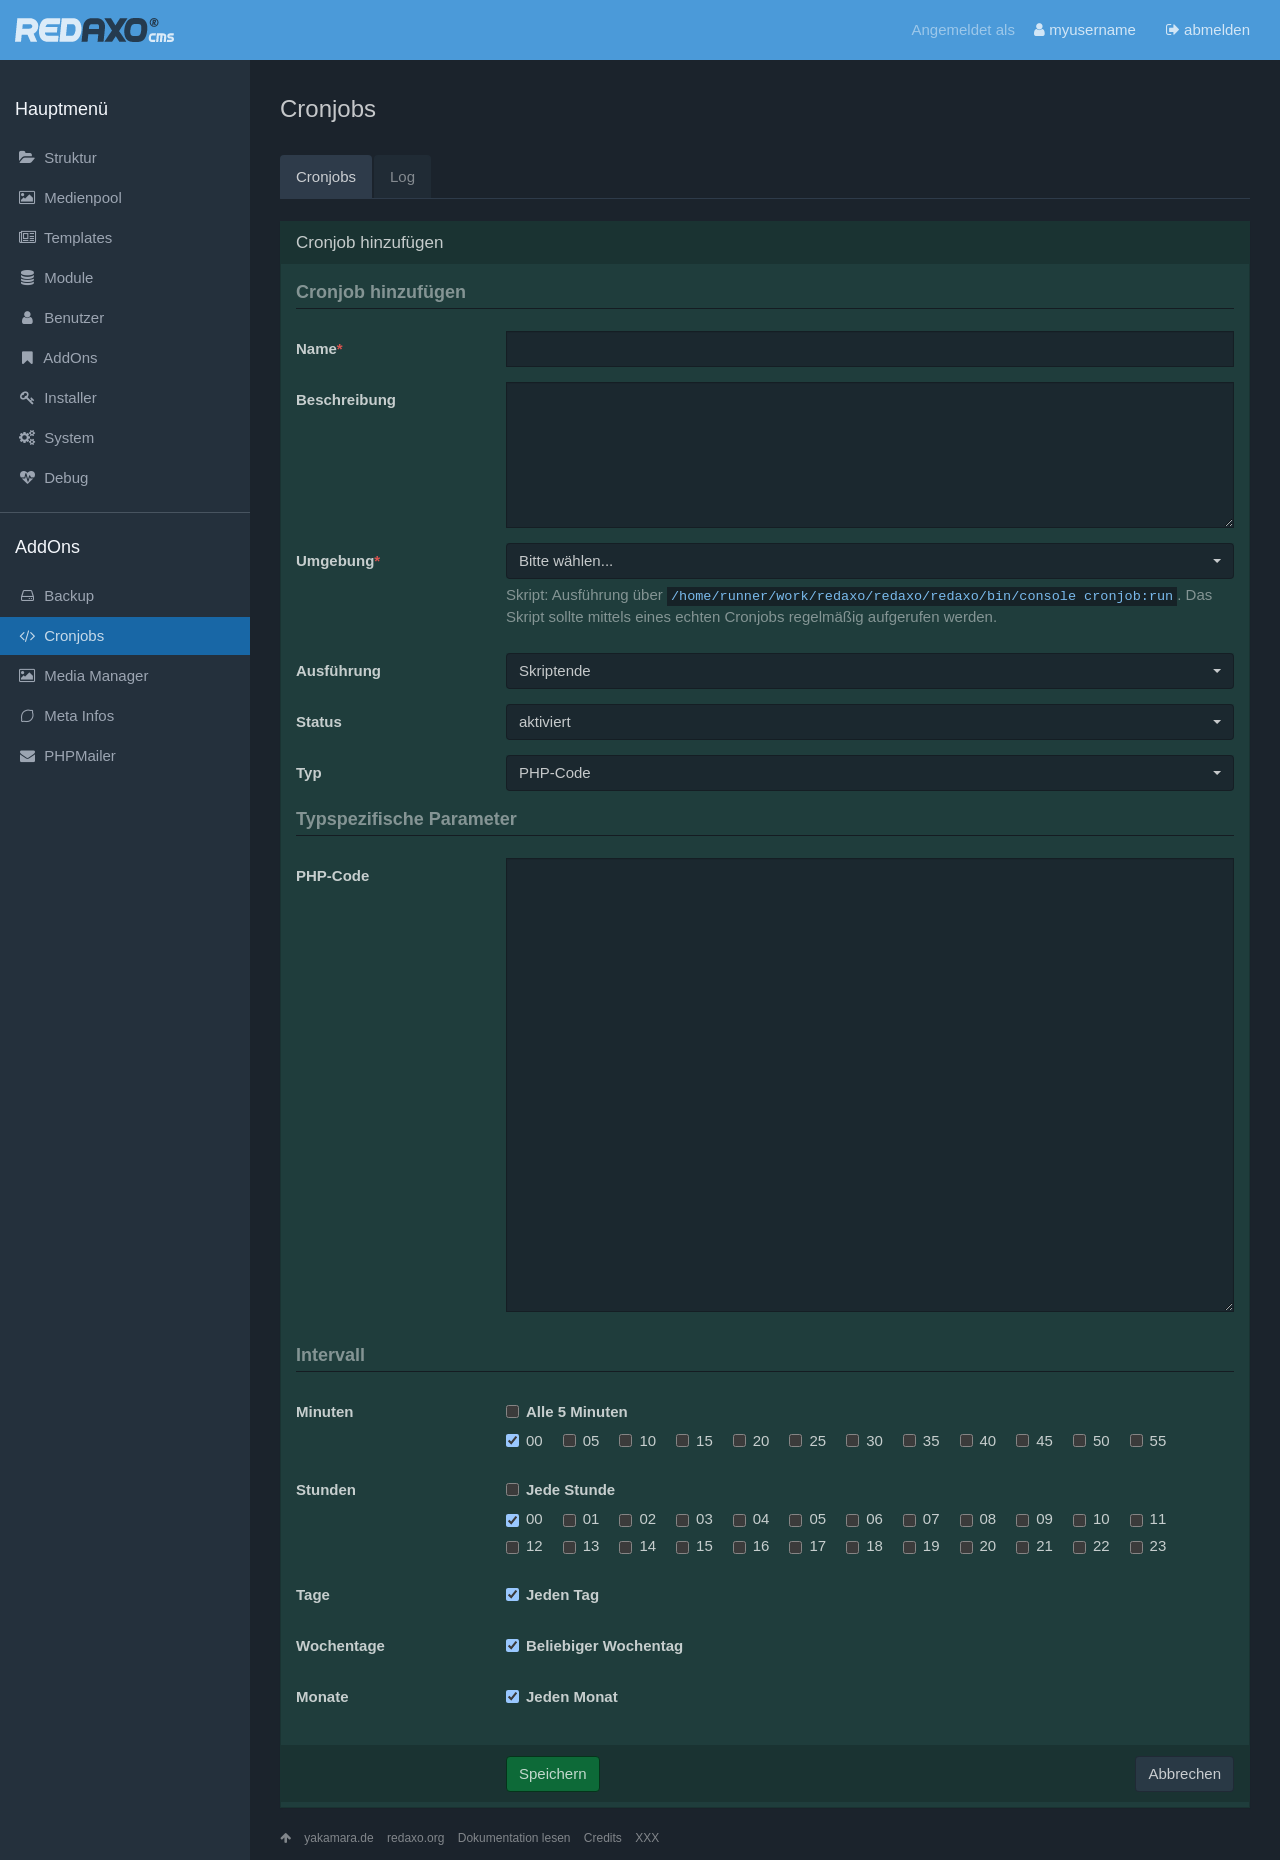 REDAXO® cms
Angemeldet als myusername abmelden
Hauptmenü
Struktur
Medienpool
Templates
Module
Benutzer
AddOns
Installer
System
Debug
AddOns
Backup
Cronjobs
Media Manager
Meta Infos
PHPMailer
Cronjobs
Cronjobs Log
Cronjob hinzufügen
Cronjob hinzufügen
Name*
Beschreibung
Umgebung* Bitte wählen...
Skript: Ausführung über /home/runner/work/redaxo/redaxo/redaxo/bin/console cronjob:run. Das
Skript sollte mittels eines echten Cronjobs regelmäßig aufgerufen werden.
Ausführung Skriptende
Status aktiviert
Typ PHP-Code
Typspezifische Parameter
PHP-Code
Intervall
Minuten Alle 5 Minuten
00 05 10 15 20 25 30 35 40 45 50 55
Stunden Jede Stunde
00 01 02 03 04 05 06 07 08 09 10 11
12 13 14 15 16 17 18 19 20 21 22 23
Tage Jeden Tag
Wochentage Beliebiger Wochentag
Monate Jeden Monat
Speichern Abbrechen
yakamara.de redaxo.org Dokumentation lesen Credits XXX